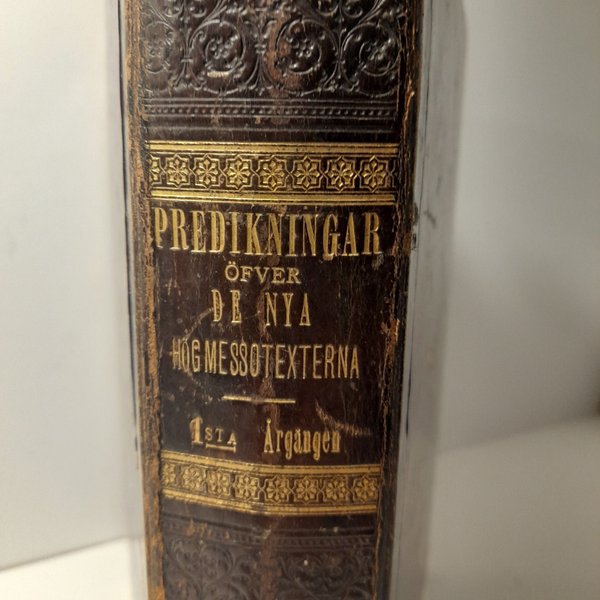 PREDIKNINGAR
ÖFVER
DE NYA
HÖGMESSOTEXTERNA
1STA Årgången